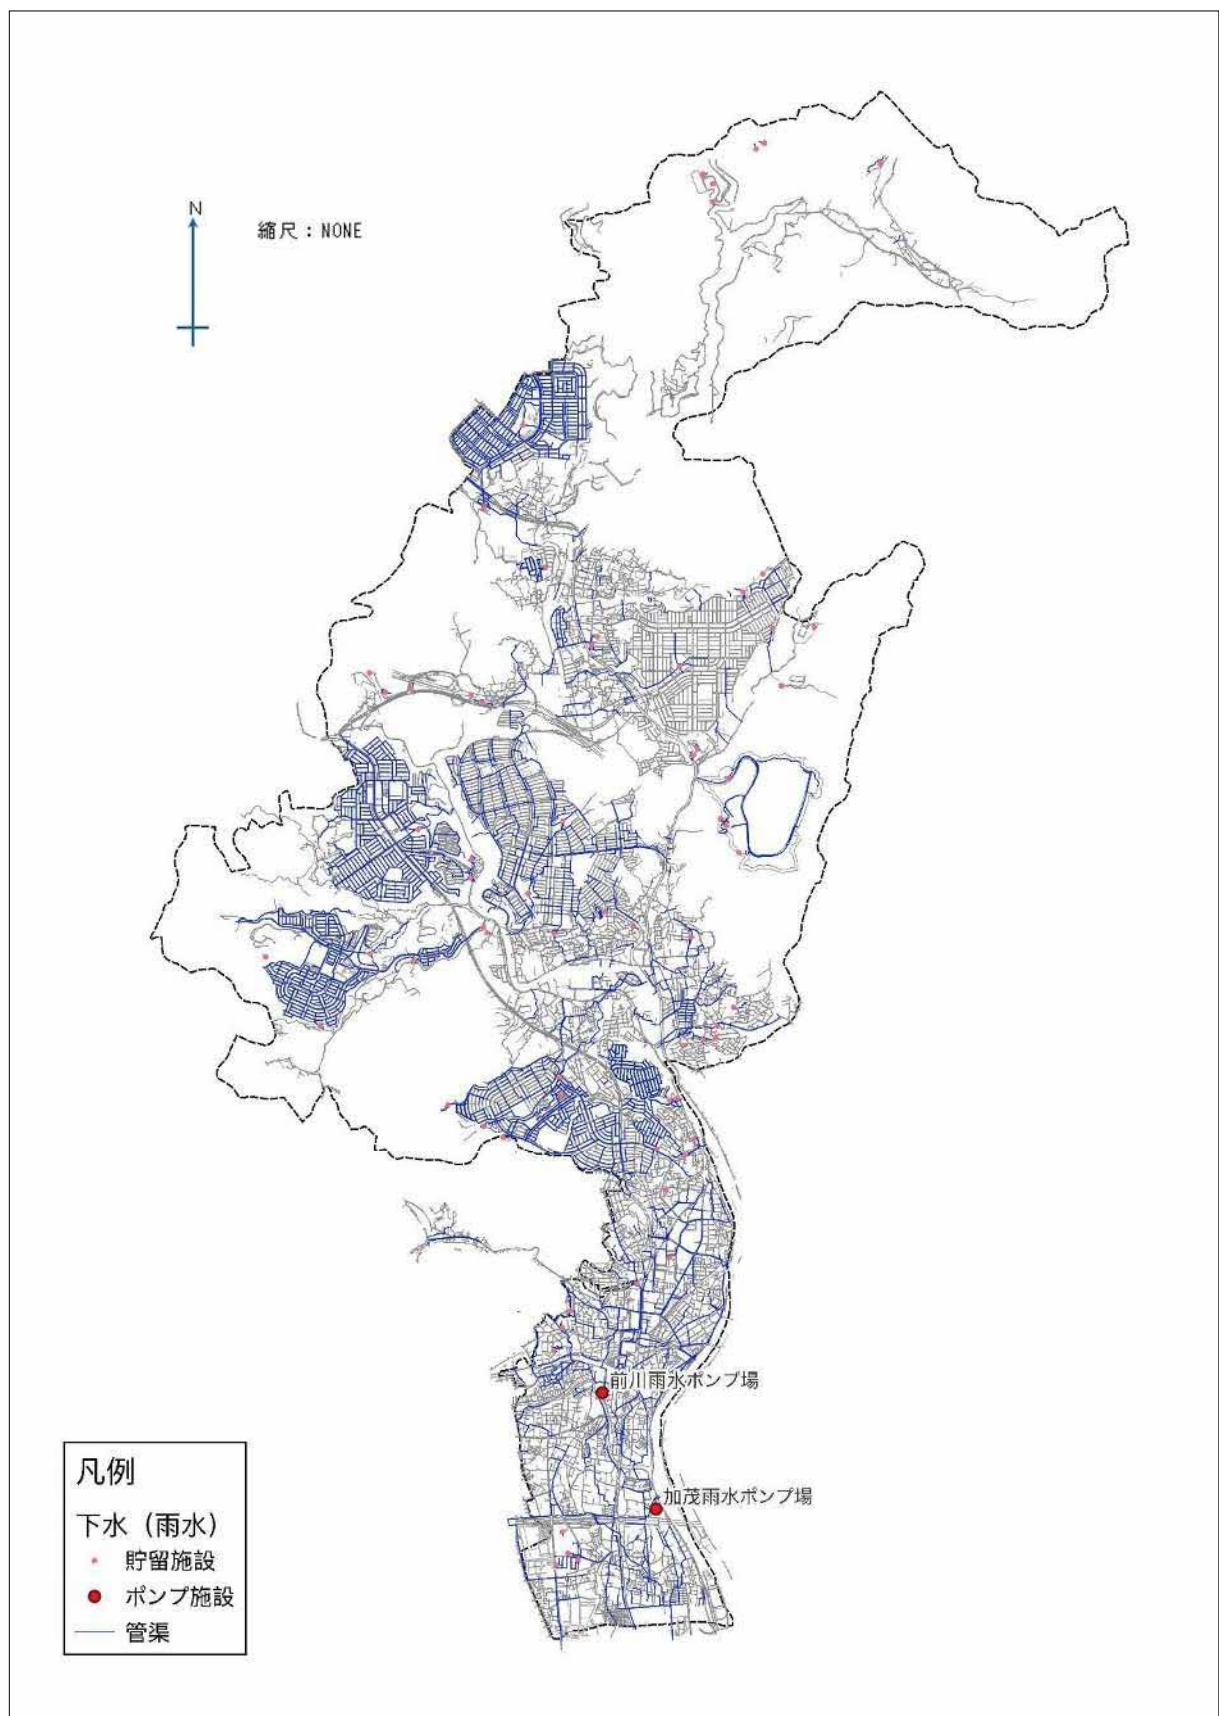 N
縮尺：NONE
前川雨水ポンプ場
加茂雨水ポンプ場
凡例
下水（雨水）
貯留施設
ポンプ施設
管渠